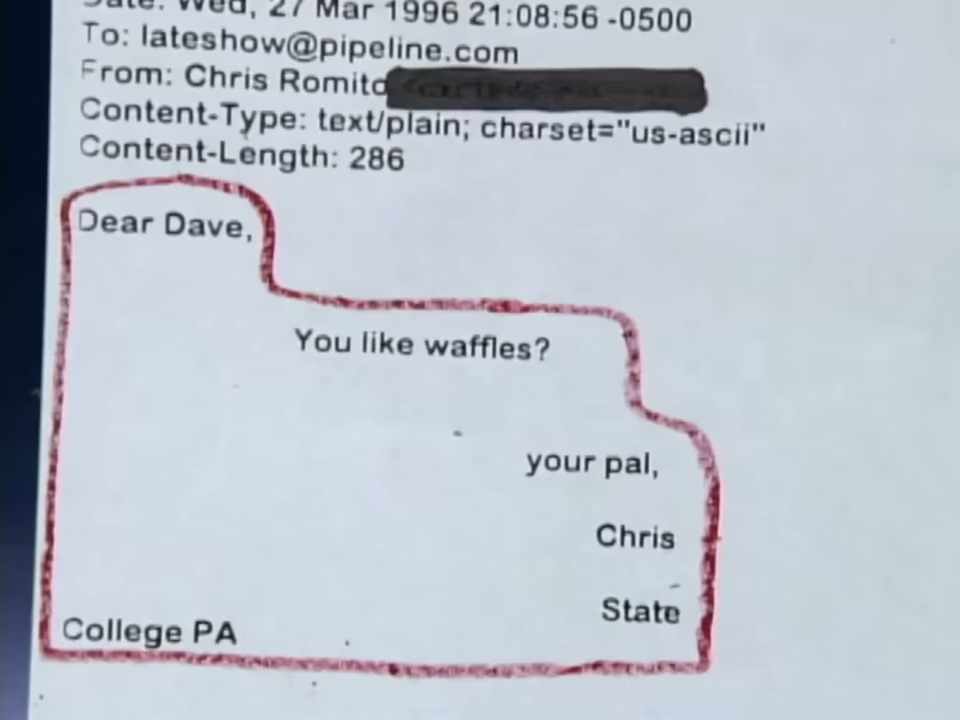 Date: Wed, 27 Mar 1996 21:08:56 -0500
To: lateshow@pipeline.com
From: Chris Romito
Content-Type: text/plain; charset="us-ascii"
Content-Length: 286
Dear Dave,
You like waffles?
your pal,
Chris
State
College PA